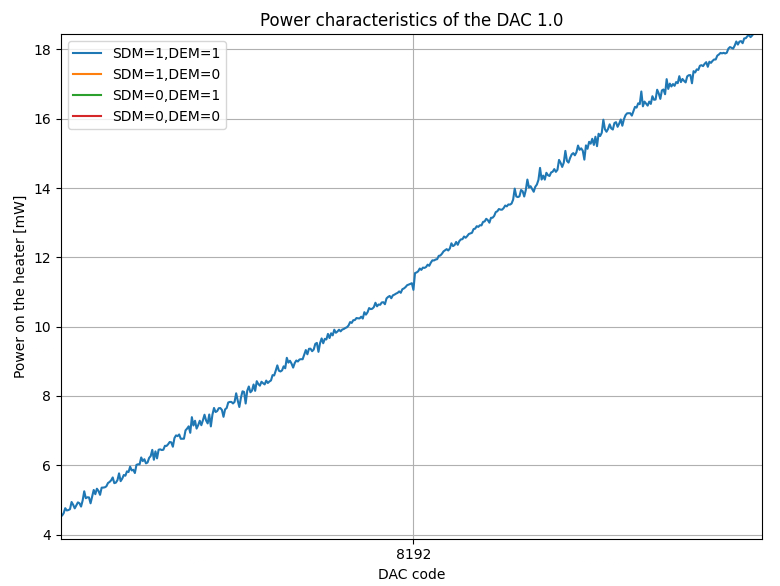 Power characteristics of the DAC 1.0
SDM=1,DEM=1
SDM=1,DEM=0
SDM=0,DEM=1
SDM=0,DEM=0
Power on the heater [mW]
18
16
14
12
10
8
6
4
8192
DAC code